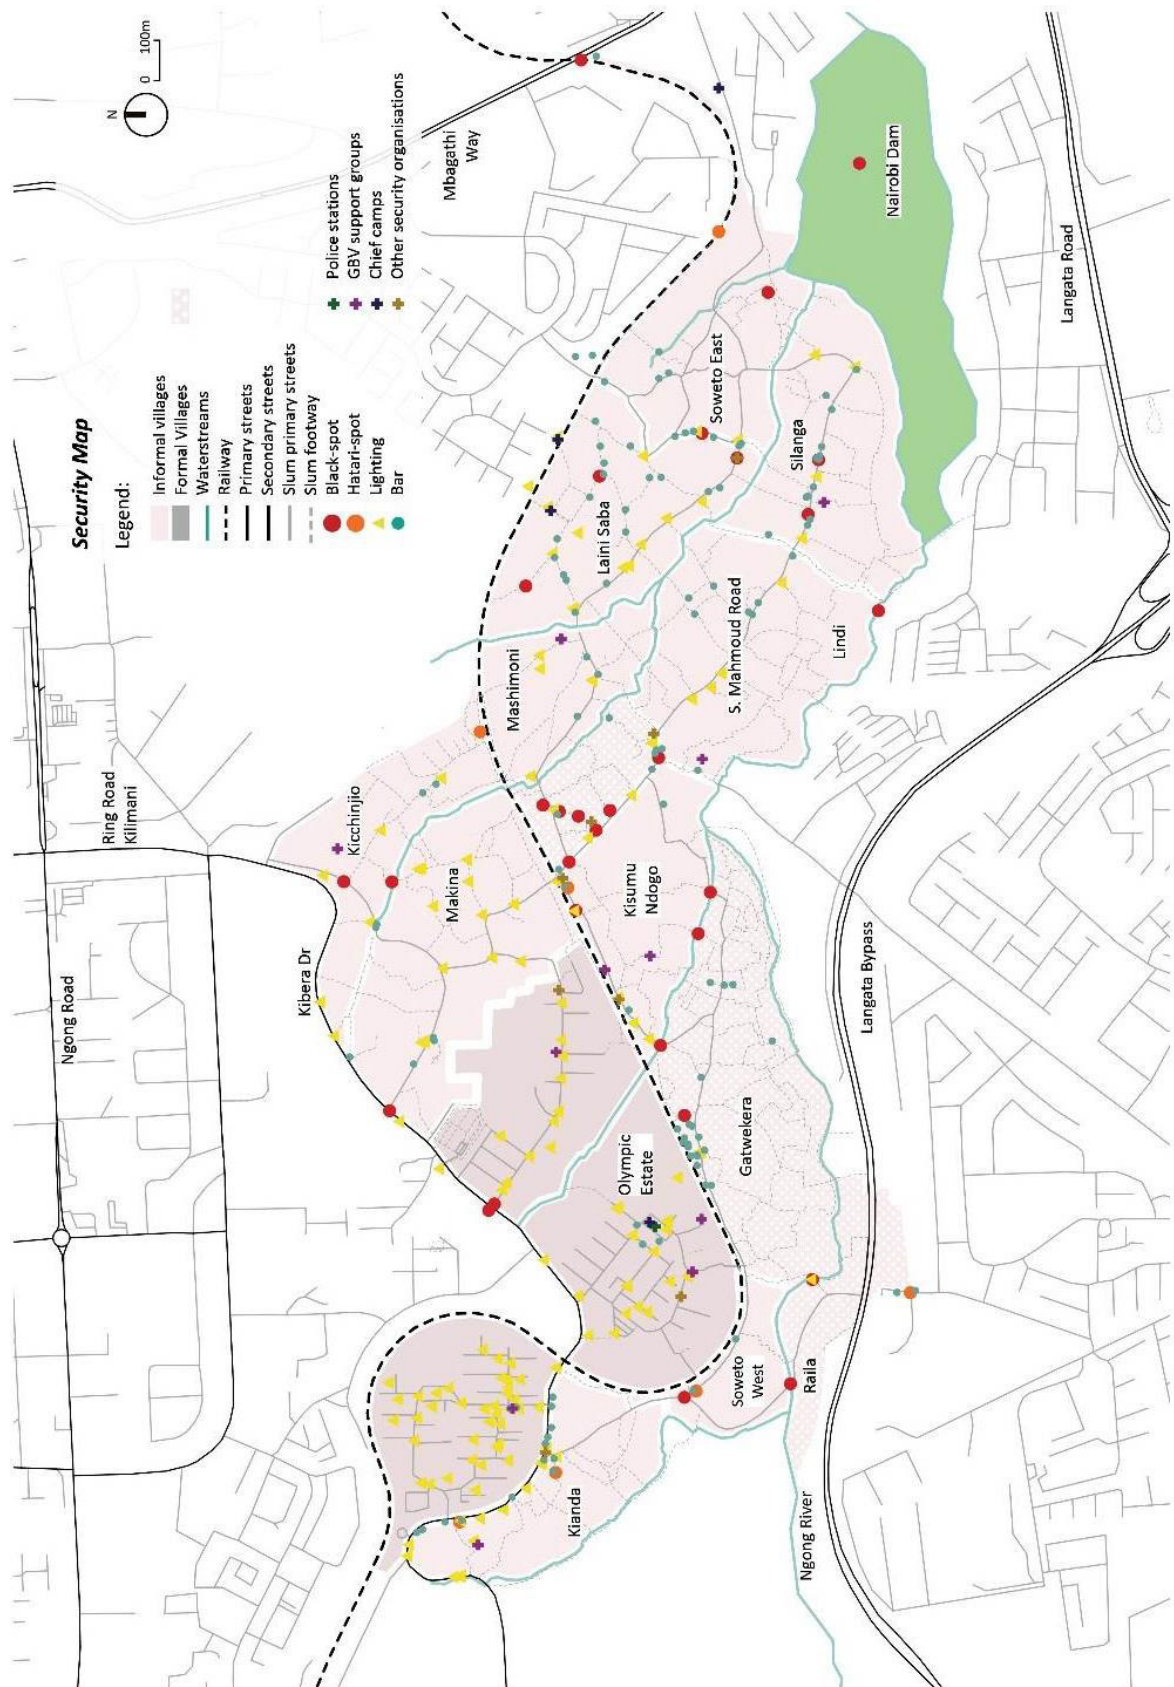 Security Map
Legend:
Informal villages
Formal Villages
Waterstreams
Railway
Primary streets
Secondary streets
Slum primary streets
Slum footway
Black-spot
Hatari-spot
Lighting
Bar
Police stations
GBV support groups
Chief camps
Other security organisations
N
0 100m
Ngong Road
Ring Road
Kilimani
Mbagathi
Way
Kibera Dr
Kicchinjio
Makina
Mashimoni
Laini Saba
Soweto East
Silanga
Nairobi Dam
S. Mahmoud Road
Lindi
Kisumu
Ndogo
Olympic
Estate
Gatwekera
Kianda
Soweto
West
Raila
Ngong River
Langata Bypass
Langata Road